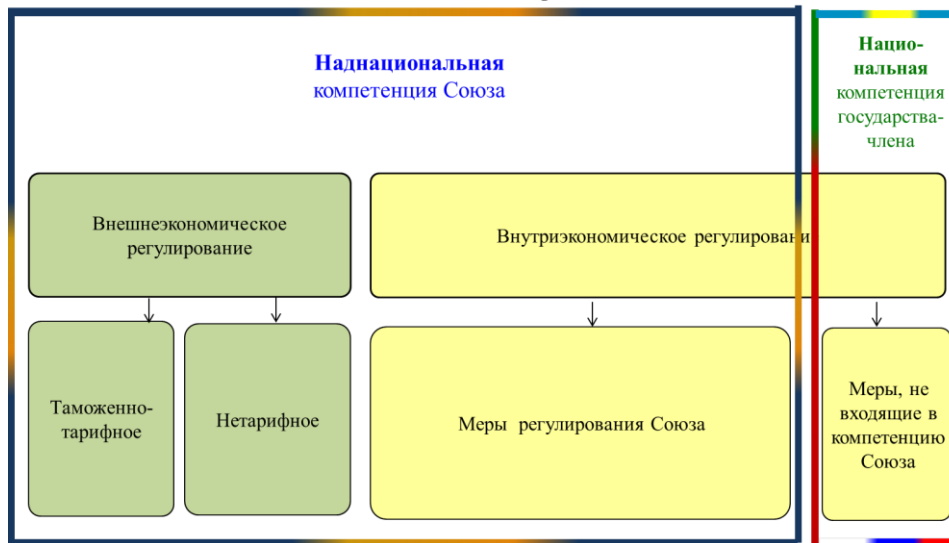 Наднациональная
компетенция Союза
Нацио-
нальная
компетенция
государства-
члена
Внешнеэкономическое
регулирование
Внутриэкономическое регулировани
Таможенно-
тарифное
Нетарифное
Меры регулирования Союза
Меры, не
входящие в
компетенцию
Союза